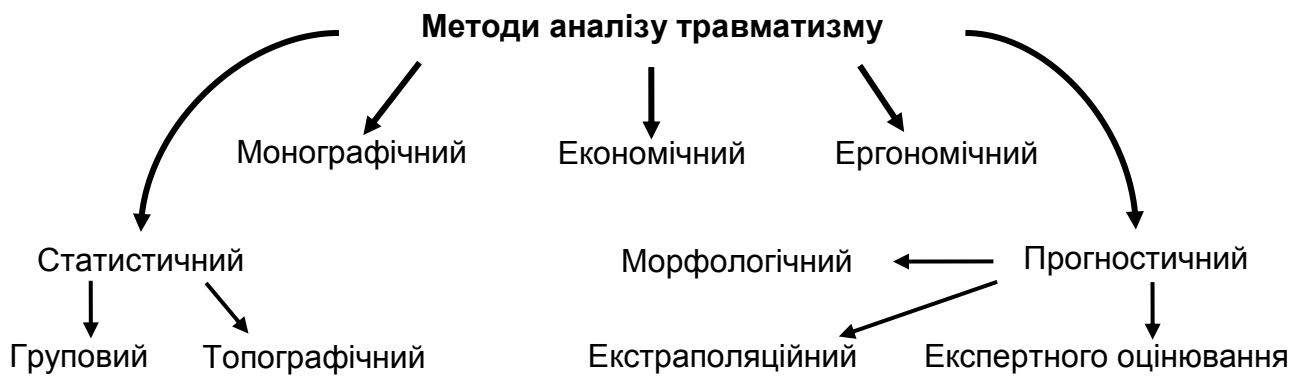 Методи аналізу травматизму
Монографічний Економічний Ергономічний
Статистичний Морфологічний Прогностичний
Груповий Топографічний Екстраполяційний Експертного оцінювання